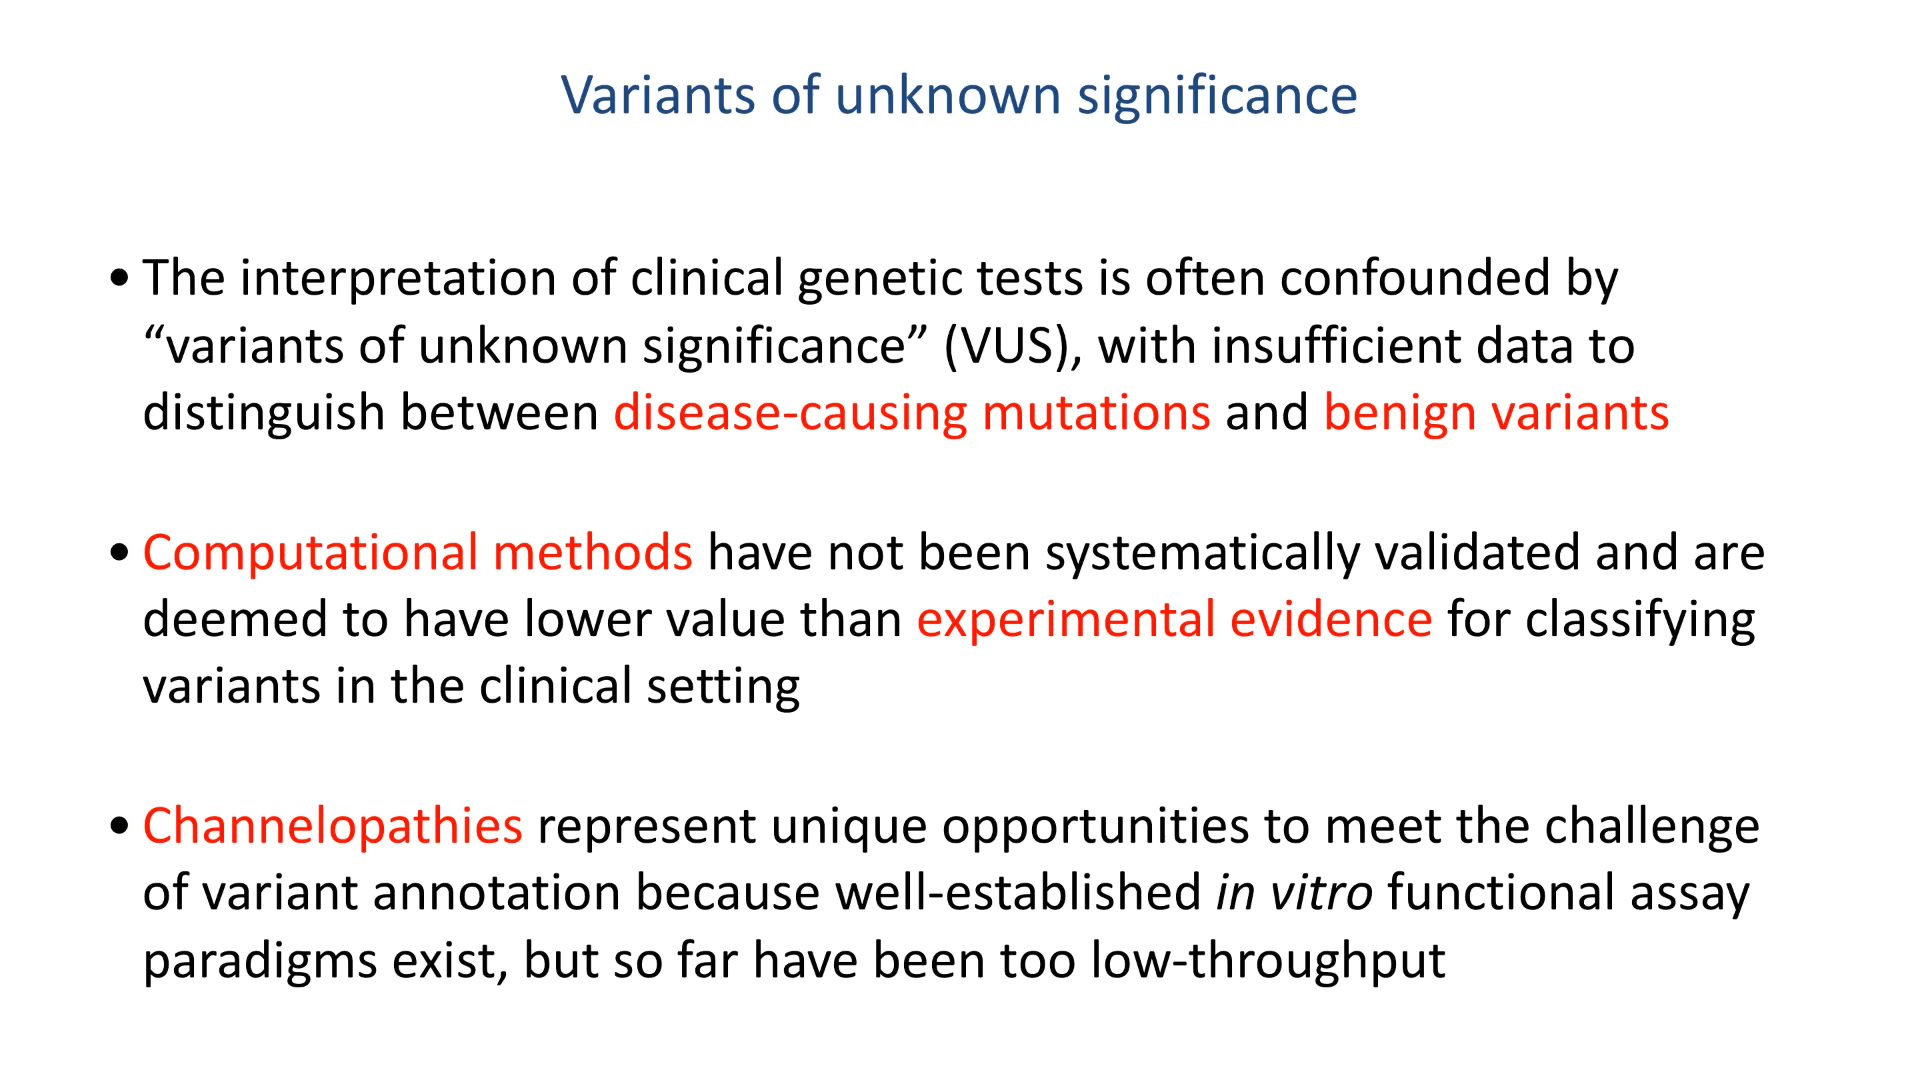 Variants of unknown significance
• The interpretation of clinical genetic tests is often confounded by
“variants of unknown significance” (VUS), with insufficient data to
distinguish between disease-causing mutations and benign variants
• Computational methods have not been systematically validated and are
deemed to have lower value than experimental evidence for classifying
variants in the clinical setting
• Channelopathies represent unique opportunities to meet the challenge
of variant annotation because well-established in vitro functional assay
paradigms exist, but so far have been too low-throughput